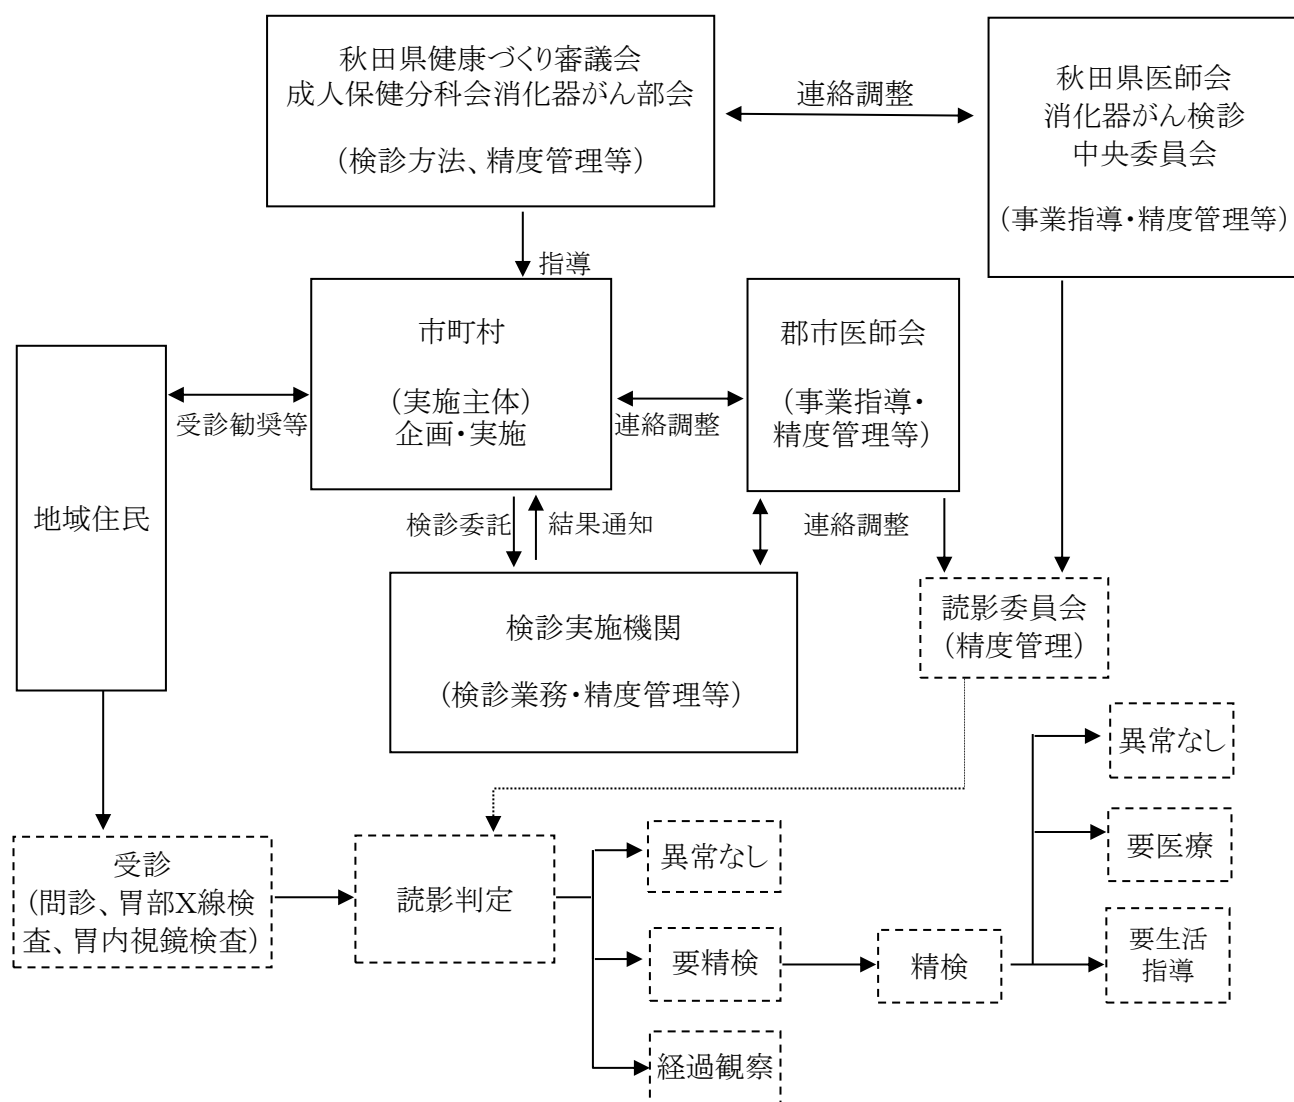 秋田県健康づくり審議会
成人保健分科会消化器がん部会
(検診方法、精度管理等)
連絡調整
秋田県医師会
消化器がん検診
中央委員会
(事業指導・精度管理等)
指導
市町村
(実施主体)
企画・実施
郡市医師会
(事業指導・
精度管理等)
受診勧奨等
連絡調整
地域住民
検診委託
結果通知
連絡調整
検診実施機関
(検診業務・精度管理等)
読影委員会
(精度管理)
受診
(問診、胃部X線検
査、胃内視鏡検査)
読影判定
異常なし
要精検
経過観察
精検
異常なし
要医療
要生活
指導